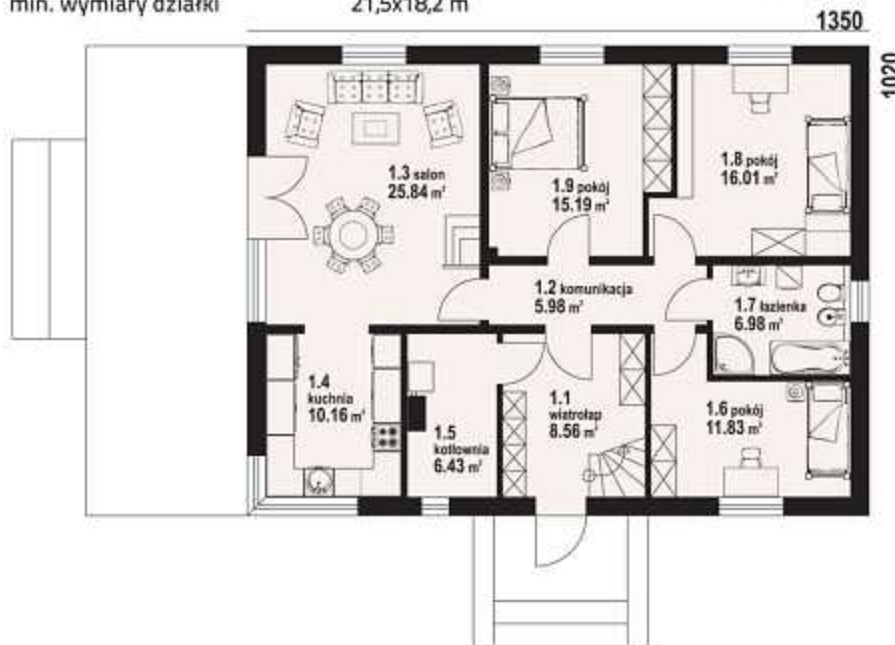 min. wymiary działki 21,5x18,2 m
1350
1020
1.3 salon
25.84 m²
1.9 pokój
15.19 m²
1.8 pokój
16.01 m²
1.2 komunikacja
5.98 m²
1.7 łazienka
6.98 m²
1.4
kuchnia
10.16 m²
1.5
kotłownia
6.43 m²
1.1
wiatrołap
8.56 m²
1.6 pokój
11.83 m²